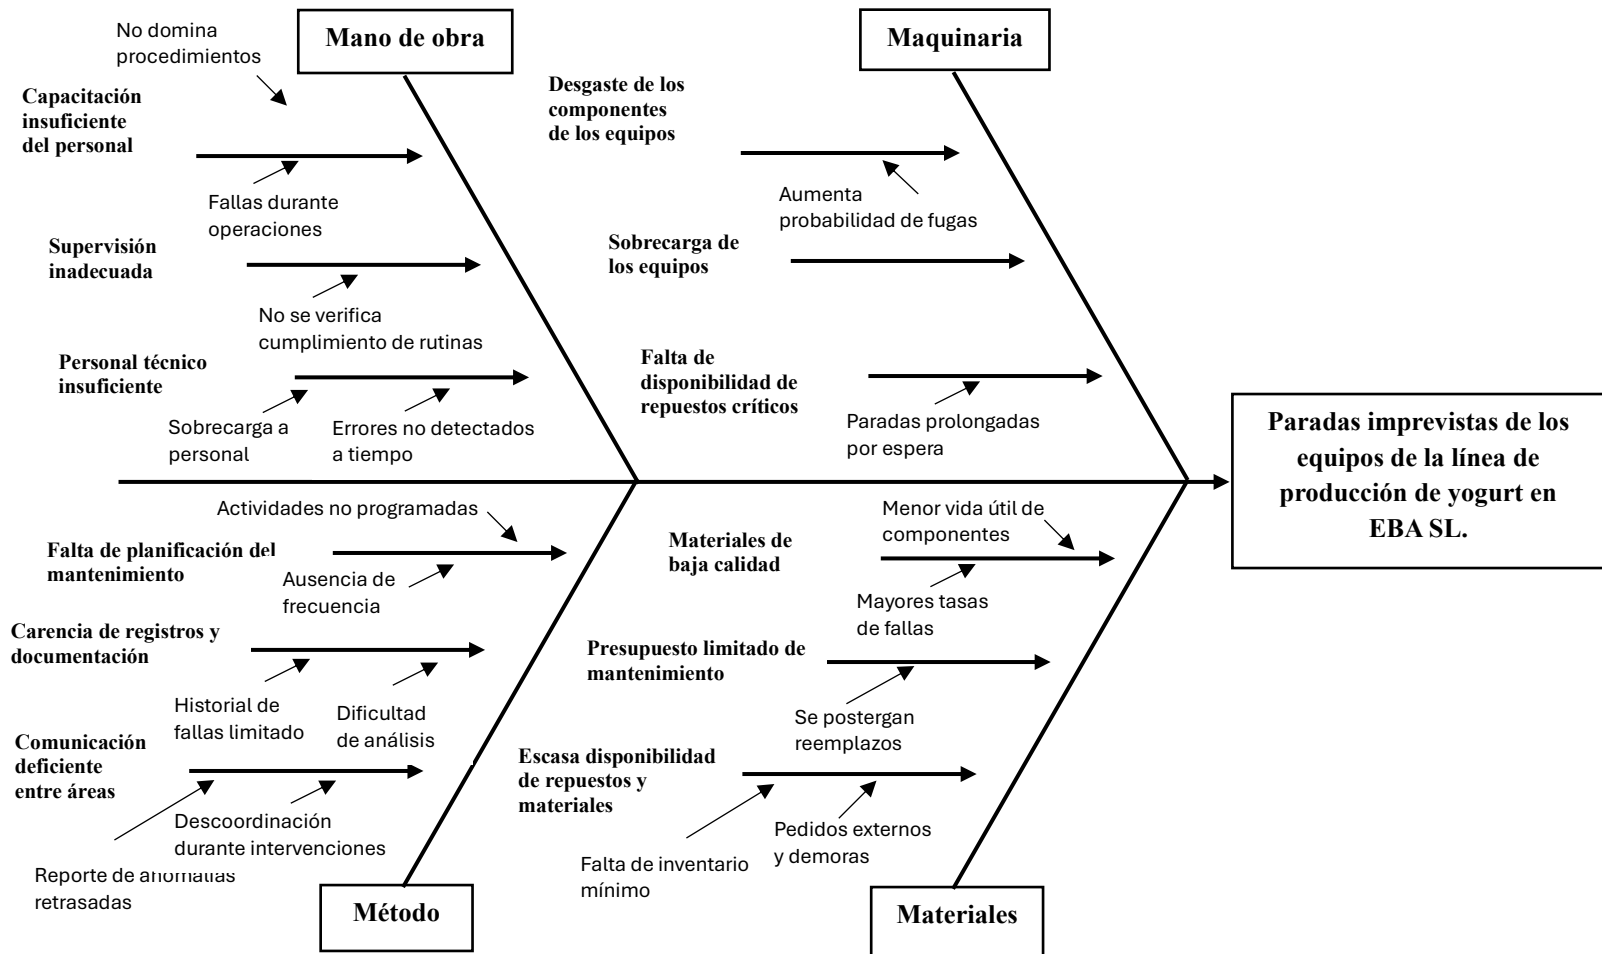 No domina
procedimientos
Mano de obra
Maquinaria
Capacitación
insuficiente
del personal
Desgaste de los
componentes
de los equipos
Fallas durante
operaciones
Aumenta
probabilidad de fugas
Supervisión
inadecuada
Sobrecarga de
los equipos
No se verifica
cumplimiento de rutinas
Personal técnico
insuficiente
Falta de
disponibilidad de
repuestos críticos
Sobrecarga a
personal
Errores no detectados
a tiempo
Paradas prolongadas
por espera
Paradas imprevistas de los
equipos de la línea de
producción de yogurt en
EBA SL.
Actividades no programadas
Menor vida útil de
componentes
Falta de planificación del
mantenimiento
Ausencia de
frecuencia
Materiales de
baja calidad
Mayores tasas
de fallas
Carencia de registros y
documentación
Presupuesto limitado de
mantenimiento
Historial de
fallas limitado
Dificultad
de análisis
Se postergan
reemplazos
Comunicación
deficiente
entre áreas
Escasa disponibilidad
de repuestos y
materiales
Descoordinación
durante intervenciones
Pedidos externos
y demoras
Reporte de anomalías
retrasadas
Falta de inventario
mínimo
Método
Materiales